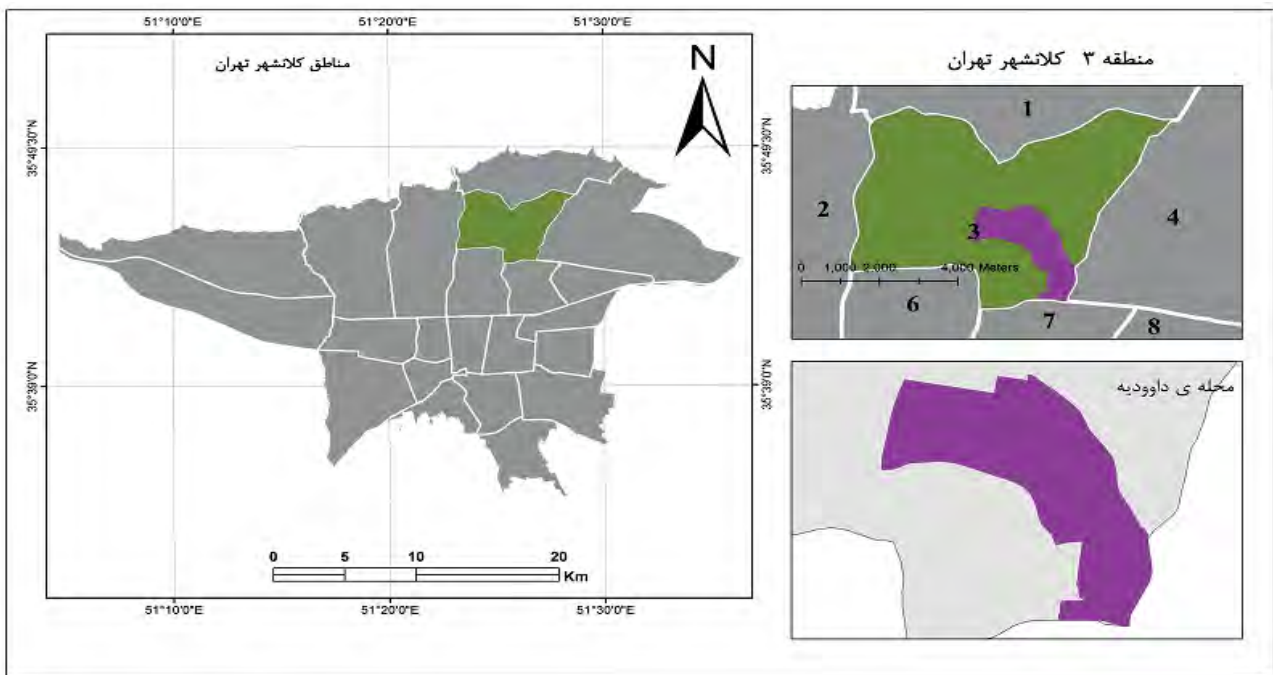 51°10'0"E 51°20'0"E 51°30'0"E
مناطق کلانشهر تهران
N
35°49'30"N 35°49'30"N
35°39'0"N 35°39'0"N
0 5 10 20
Km
51°10'0"E 51°20'0"E 51°30'0"E
منطقه ۳ کلانشهر تهران
1
2
3
4
0 1,000 2,000 4,000 Meters
6
7
8
محله ی داوودیه